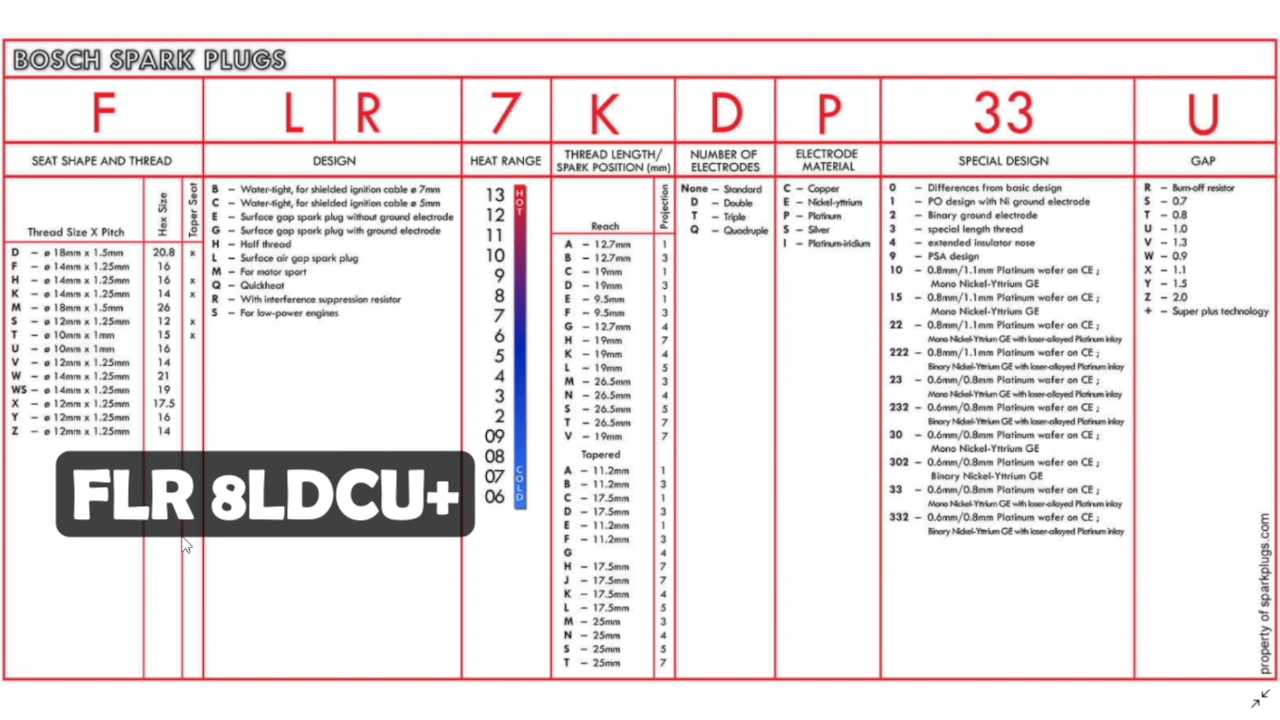 BOSCH SPARK PLUGS
F L R 7 K D P 33 U
SEAT SHAPE AND THREAD
Thread Size X Pitch Hex Size Taper Seat
D – ø 18mm x 1.5mm 20.8 x
F – ø 14mm x 1.25mm 16
H – ø 14mm x 1.25mm 16 x
K – ø 14mm x 1.25mm 14 x
M – ø 18mm x 1.5mm 26
S – ø 12mm x 1.25mm 12 x
T – ø 10mm x 1mm 15 x
U – ø 10mm x 1mm 16
V – ø 12mm x 1.25mm 14
W – ø 14mm x 1.25mm 21
WS – ø 14mm x 1.25mm 19
X – ø 12mm x 1.25mm 17.5
Y – ø 12mm x 1.25mm 16
Z – ø 12mm x 1.25mm 14
DESIGN
B – Water-tight, for shielded ignition cable ø 7mm
C – Water-tight, for shielded ignition cable ø 5mm
E – Surface gap spark plug without ground electrode
G – Surface gap spark plug with ground electrode
H – Half thread
L – Surface air gap spark plug
M – For motor sport
Q – Quickheat
R – With interference suppression resistor
S – For low-power engines
HEAT RANGE
13
12
11
10
9
8
7
6
5
4
3
2
09
08
07
06
HOT
COLD
THREAD LENGTH/
SPARK POSITION (mm)
Reach Projection
A – 12.7mm 1
B – 12.7mm 3
C – 19mm 1
D – 19mm 3
E – 9.5mm 1
F – 9.5mm 3
G – 12.7mm 4
H – 19mm 7
K – 19mm 4
L – 19mm 5
M – 26.5mm 3
N – 26.5mm 4
S – 26.5mm 5
T – 26.5mm 7
V – 19mm 7
Tapered
A – 11.2mm 1
B – 11.2mm 3
C – 17.5mm 1
D – 17.5mm 3
E – 11.2mm 1
F – 11.2mm 3
G 4
H – 17.5mm 7
J – 17.5mm 7
K – 17.5mm 4
L – 17.5mm 5
M – 25mm 3
N – 25mm 4
S – 25mm 5
T – 25mm 7
NUMBER OF
ELECTRODES
None – Standard
D – Double
T – Triple
Q – Quadruple
ELECTRODE
MATERIAL
C – Copper
E – Nickel-yttrium
P – Platinum
S – Silver
I – Platinum-iridium
SPECIAL DESIGN
0 – Differences from basic design
1 – PO design with Ni ground electrode
2 – Binary ground electrode
3 – special length thread
4 – extended insulator nose
9 – PSA design
10 – 0.8mm/1.1mm Platinum wafer on CE ;
Mono Nickel-Yttrium GE
15 – 0.8mm/1.1mm Platinum wafer on CE ;
Mono Nickel-Yttrium GE
22 – 0.8mm/1.1mm Platinum wafer on CE ;
Mono Nickel-Yttrium GE with laser-alloyed Platinum inlay
222 – 0.8mm/1.1mm Platinum wafer on CE ;
Binary Nickel-Yttrium GE with laser-alloyed Platinum inlay
23 – 0.6mm/0.8mm Platinum wafer on CE ;
Mono Nickel-Yttrium GE with laser-alloyed Platinum inlay
232 – 0.6mm/0.8mm Platinum wafer on CE ;
Binary Nickel-Yttrium GE with laser-alloyed Platinum inlay
30 – 0.6mm/0.8mm Platinum wafer on CE ;
Mono Nickel-Yttrium GE
302 – 0.6mm/0.8mm Platinum wafer on CE ;
Binary Nickel-Yttrium GE
33 – 0.6mm/0.8mm Platinum wafer on CE ;
Mono Nickel-Yttrium GE with laser-alloyed Platinum inlay
332 – 0.6mm/0.8mm Platinum wafer on CE ;
Binary Nickel-Yttrium GE with laser-alloyed Platinum inlay
GAP
R – Burn-off resistor
S – 0.7
T – 0.8
U – 1.0
V – 1.3
W – 0.9
X – 1.1
Y – 1.5
Z – 2.0
+ – Super plus technology
FLR 8LDCU+
property of sparkplugs.com